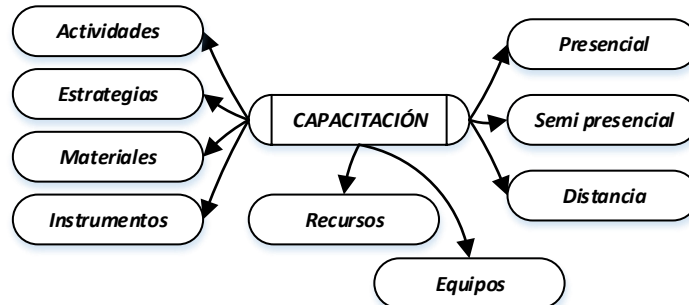 Actividades
Estrategias
Materiales
Instrumentos
CAPACITACIÓN
Recursos
Equipos
Presencial
Semi presencial
Distancia